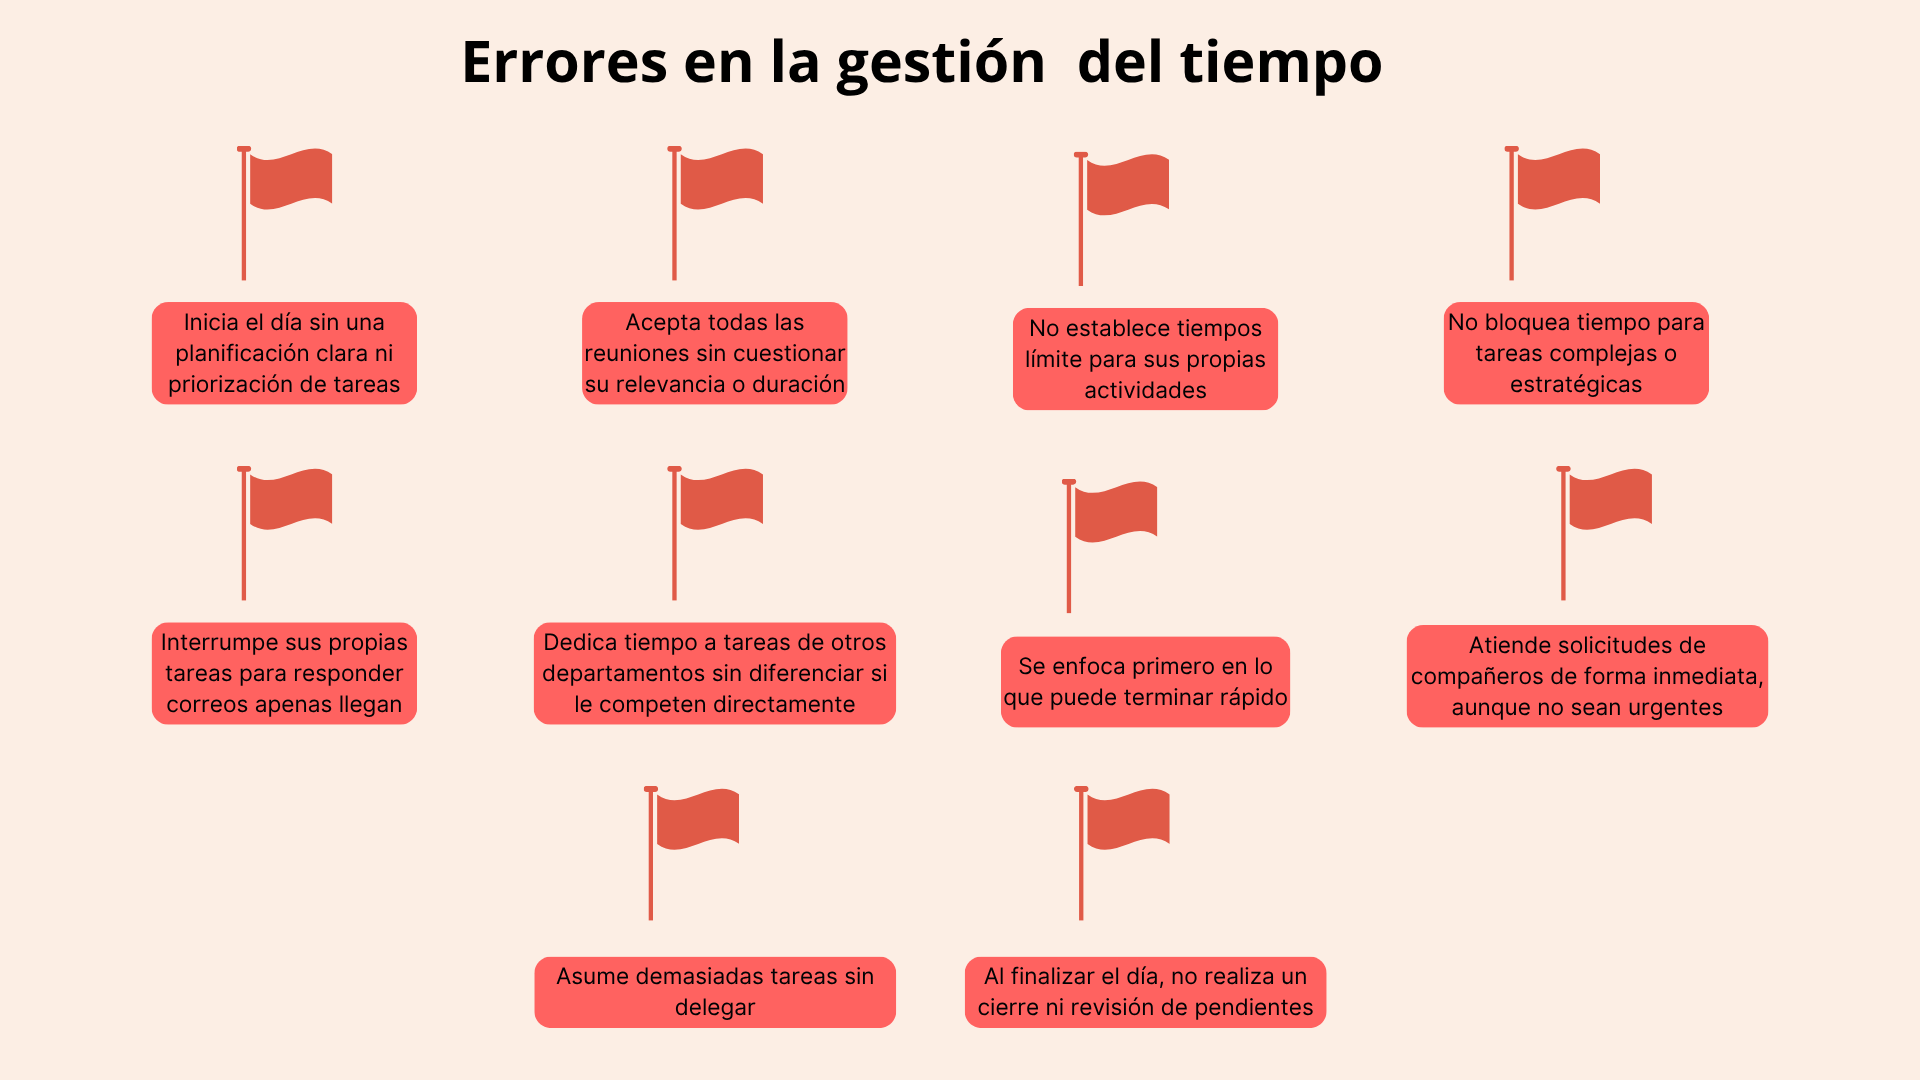 Errores en la gestión  del tiempo
Inicia el día sin una
planificación clara ni
priorización de tareas
Acepta todas las
reuniones sin cuestionar
su relevancia o duración
No establece tiempos
límite para sus propias
actividades
No bloquea tiempo para
tareas complejas o
estratégicas
Interrumpe sus propias
tareas para responder
correos apenas llegan
Dedica tiempo a tareas de otros
departamentos sin diferenciar si
le competen directamente
Se enfoca primero en lo
que puede terminar rápido
Atiende solicitudes de
compañeros de forma inmediata,
aunque no sean urgentes
Asume demasiadas tareas sin
delegar
Al finalizar el día, no realiza un
cierre ni revisión de pendientes